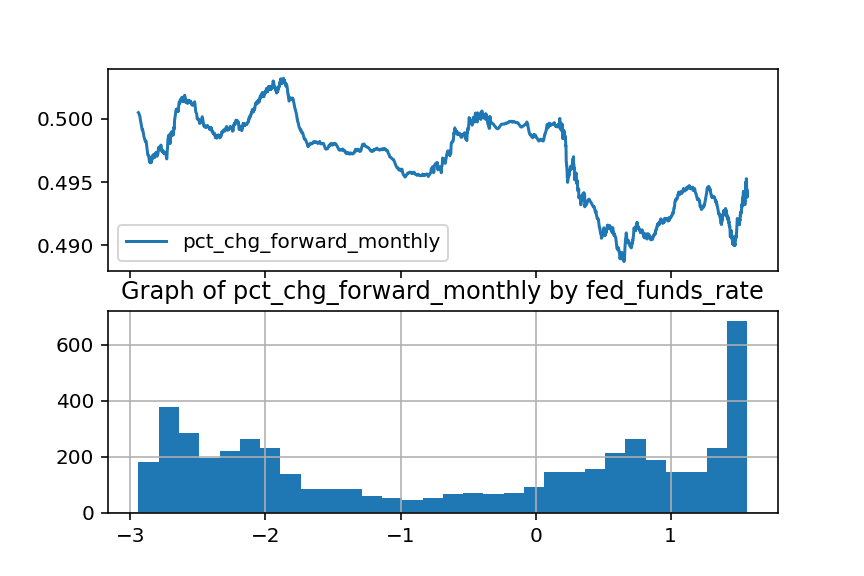 0.500
0.495
0.490
pct_chg_forward_monthly
Graph of pct_chg_forward_monthly by fed_funds_rate
600
400
200
0
−3 −2 −1 0 1